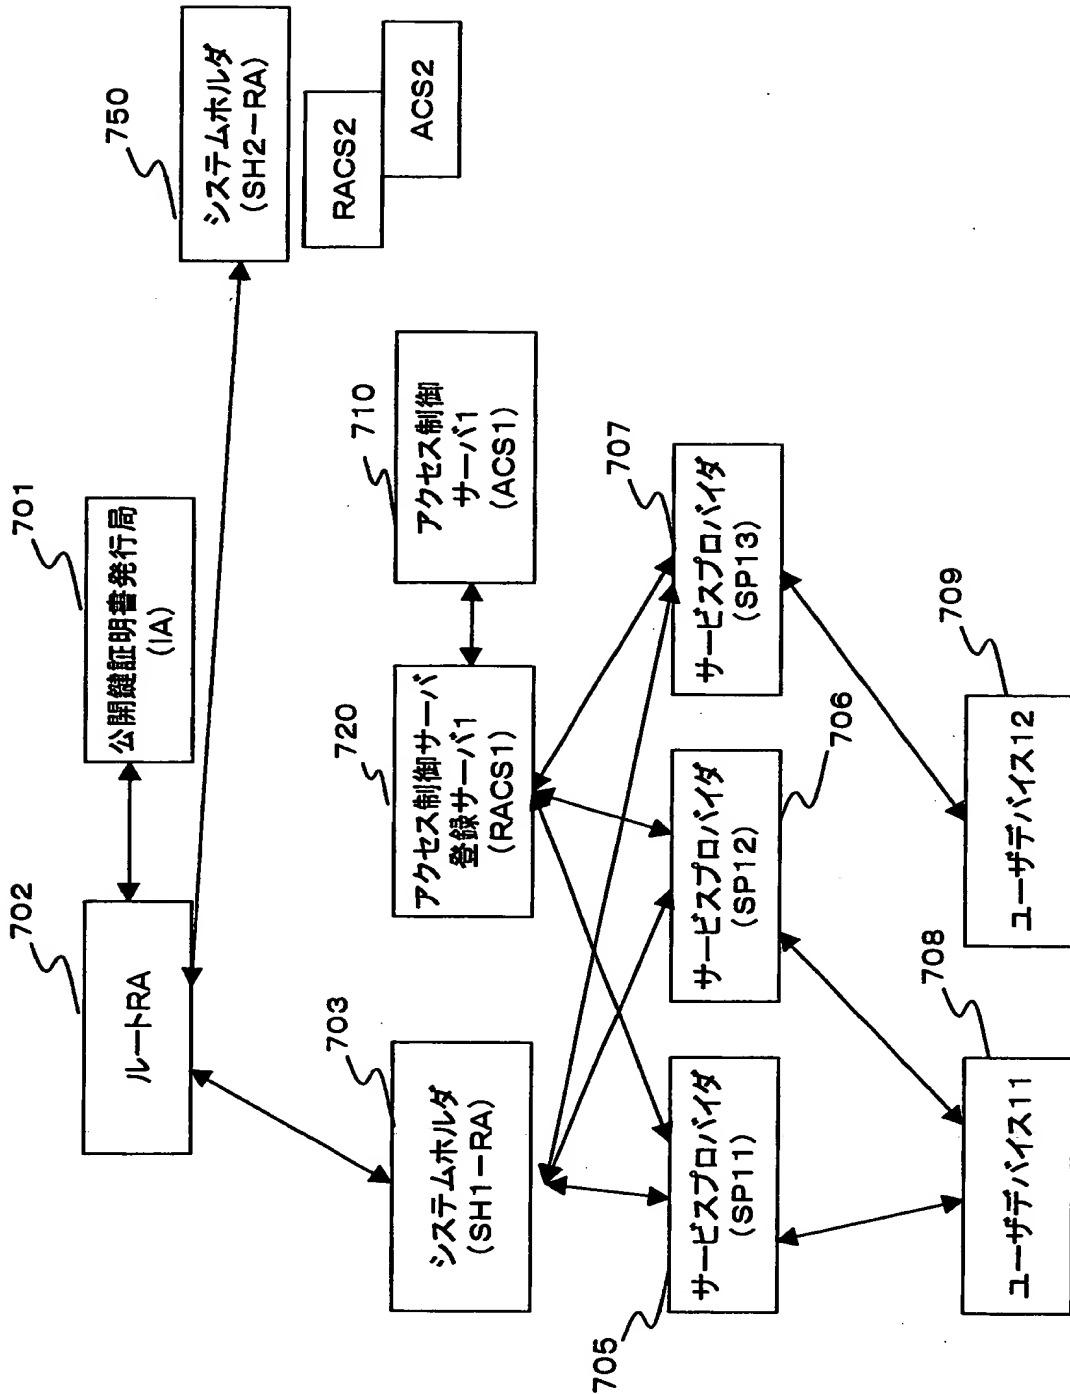 702
ルートRA
701
公開鍵証明書発行局
(IA)
750
システムホルダ
(SH2-RA)
RACS2
ACS2
703
システムホルダ
(SH1-RA)
720
アクセス制御サーバ
登録サーバ1
(RACS1)
710
アクセス制御
サーバ1
(ACS1)
705
サービスプロバイダ
(SP11)
706
サービスプロバイダ
(SP12)
707
サービスプロバイダ
(SP13)
708
ユーザデバイス11
709
ユーザデバイス12